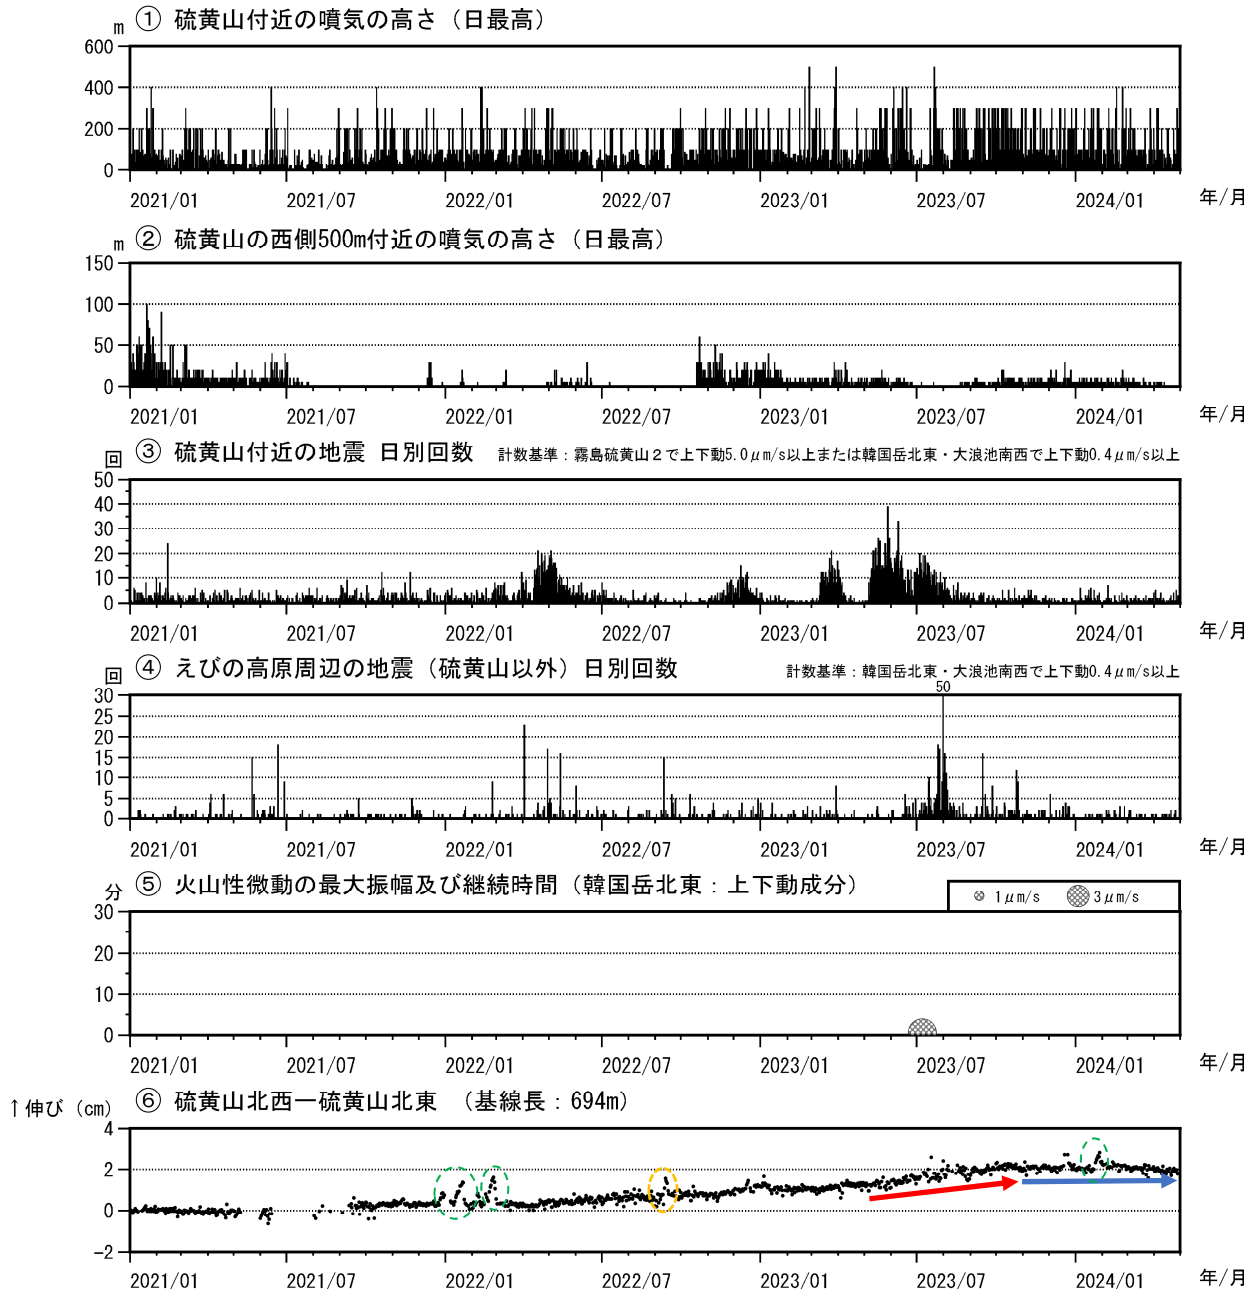 ① 硫黄山付近の噴気の高さ（日最高）
m
600
400
200
0
2021/01 2021/07 2022/01 2022/07 2023/01 2023/07 2024/01 年/月
② 硫黄山の西側500m付近の噴気の高さ（日最高）
m
150
100
50
0
2021/01 2021/07 2022/01 2022/07 2023/01 2023/07 2024/01 年/月
③ 硫黄山付近の地震 日別回数 計数基準：霧島硫黄山２で上下動5.0μm/s以上または韓国岳北東・大浪池南西で上下動0.4μm/s以上
回
50
40
30
20
10
0
2021/01 2021/07 2022/01 2022/07 2023/01 2023/07 2024/01 年/月
④ えびの高原周辺の地震（硫黄山以外）日別回数 計数基準：韓国岳北東・大浪池南西で上下動0.4μm/s以上
回
50
30
25
20
15
10
5
0
2021/01 2021/07 2022/01 2022/07 2023/01 2023/07 2024/01 年/月
⑤ 火山性微動の最大振幅及び継続時間（韓国岳北東：上下動成分）
分
1μm/s 3μm/s
30
20
10
0
2021/01 2021/07 2022/01 2022/07 2023/01 2023/07 2024/01 年/月
↑伸び（cm） ⑥ 硫黄山北西－硫黄山北東 （基線長：694m）
4
2
0
-2
2021/01 2021/07 2022/01 2022/07 2023/01 2023/07 2024/01 年/月